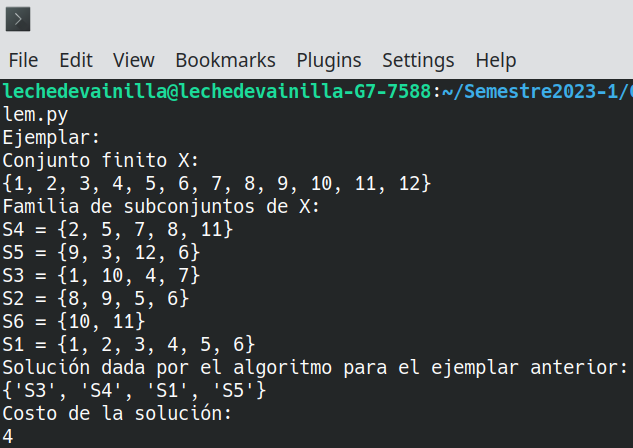 File Edit View Bookmarks Plugins Settings Help
lechedevainilla@lechedevainilla-G7-7588:~/Semestre2023-1/
lem.py
Ejemplar:
Conjunto finito X:
{1, 2, 3, 4, 5, 6, 7, 8, 9, 10, 11, 12}
Familia de subconjuntos de X:
S4 = {2, 5, 7, 8, 11}
S5 = {9, 3, 12, 6}
S3 = {1, 10, 4, 7}
S2 = {8, 9, 5, 6}
S6 = {10, 11}
S1 = {1, 2, 3, 4, 5, 6}
Solución dada por el algoritmo para el ejemplar anterior:
{'S3', 'S4', 'S1', 'S5'}
Costo de la solución:
4